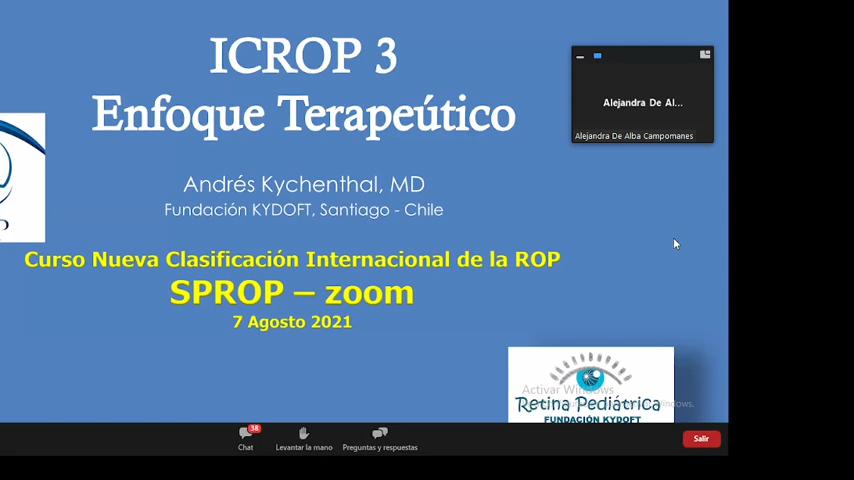 ICROP 3
Enfoque Terapeútico
Andrés Kychenthal, MD
Fundación KYDOFT, Santiago - Chile
Curso Nueva Clasificación Internacional de la ROP
SPROP – zoom
7 Agosto 2021
Alejandra De Al...
Alejandra De Alba Campomanes
P
Activar Windows
Windows.
Retina Pediátrica
FUNDACIÓN KYDOFT
38
Chat
Levantar la mano
Preguntas y respuestas
Salir